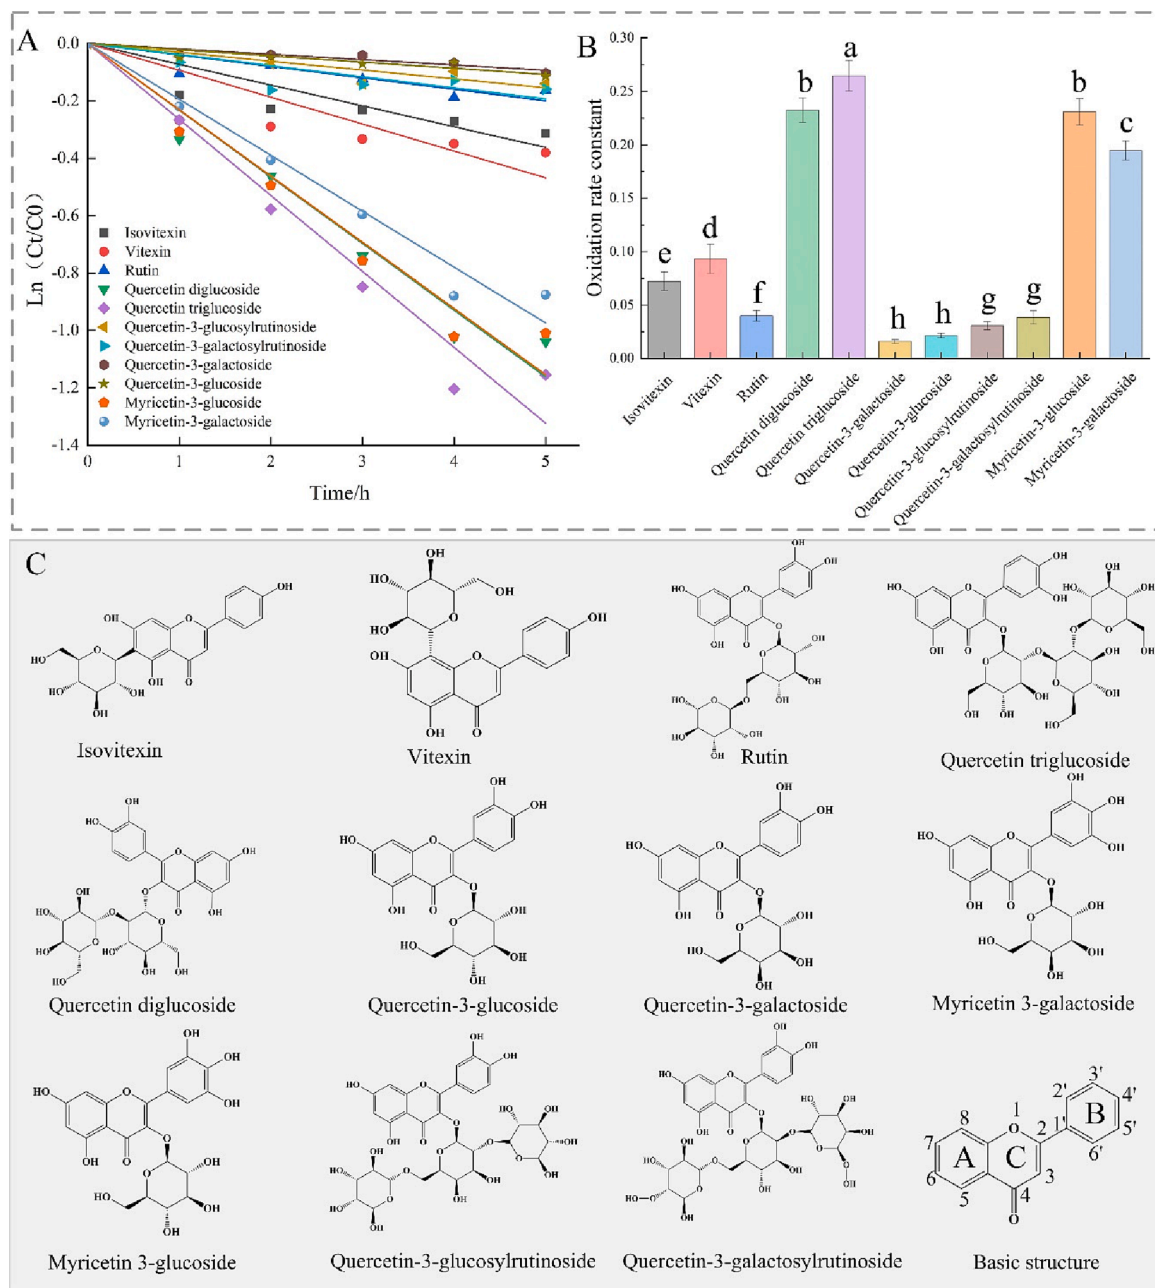 A
0.0
-0.2
-0.4
-0.6
-0.8
-1.0
-1.2
-1.4
Ln（Ct/C0）
0
1
2
3
4
5
Time/h
Isovitexin
Vitexin
Rutin
Quercetin diglucoside
Quercetin triglucoside
Quercetin-3-glucosylrutinoside
Quercetin-3-galactosylrutinoside
Quercetin-3-galactoside
Quercetin-3-glucoside
Myricetin-3-glucoside
Myricetin-3-galactoside
B
0.30
0.25
0.20
0.15
0.10
0.05
0.00
Oxidation rate constant
e
d
f
b
a
h
h
g
g
b
c
Isovitexin
Vitexin
Rutin
Quercetin diglucoside
Quercetin triglucoside
Quercetin-3-galactoside
Quercetin-3-glucoside
Quercetin-3-glucosylrutinoside
Quercetin-3-galactosylrutinoside
Myricetin-3-glucoside
Myricetin-3-galactoside
C
Isovitexin
Vitexin
Rutin
Quercetin triglucoside
Quercetin diglucoside
Quercetin-3-glucoside
Quercetin-3-galactoside
Myricetin 3-galactoside
Myricetin 3-glucoside
Quercetin-3-glucosylrutinoside
Quercetin-3-galactosylrutinoside
Basic structure
A
B
C
O
O
1
2
3
4
5
6
7
8
1'
2'
3'
4'
5'
6'